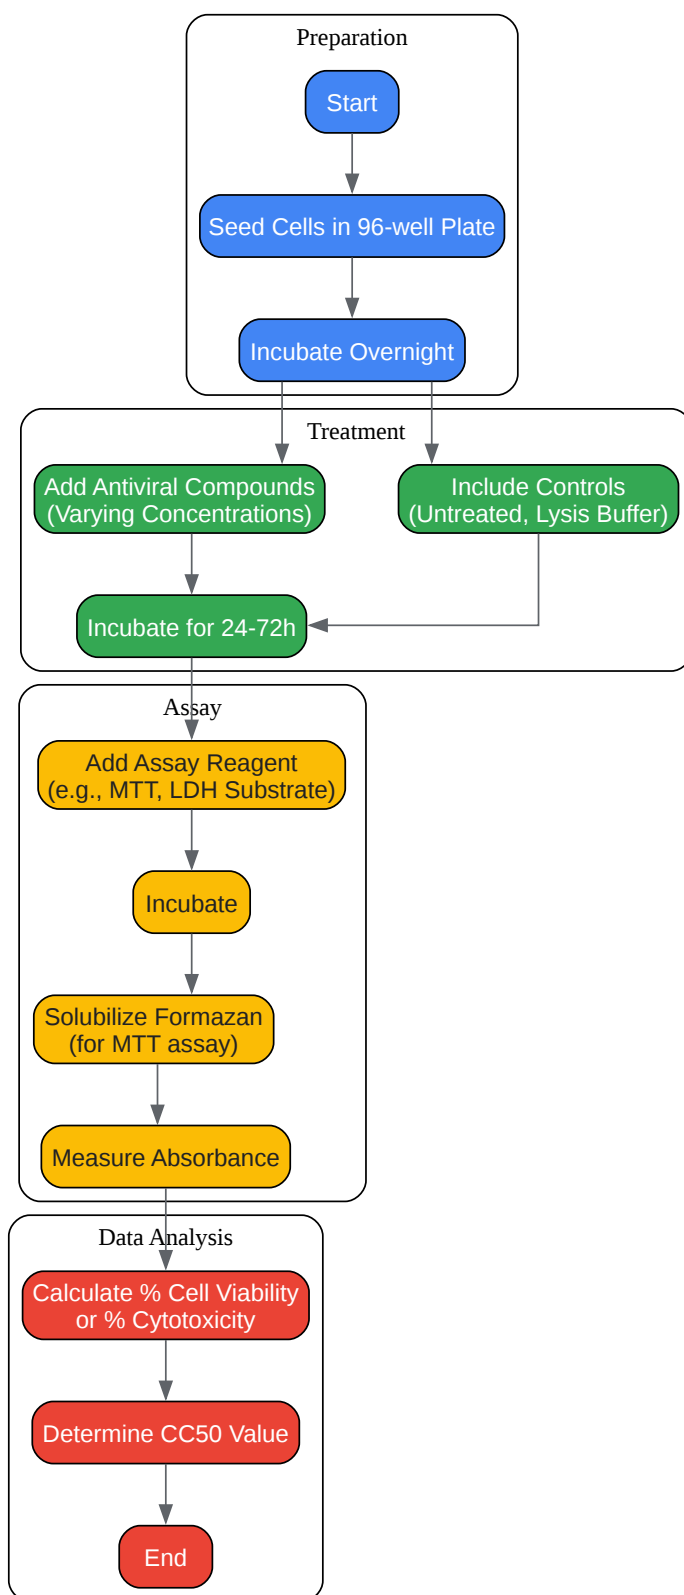 Preparation
Start
Seed Cells in 96-well Plate
Incubate Overnight
Treatment
Add Antiviral Compounds
(Varying Concentrations)
Include Controls
(Untreated, Lysis Buffer)
Incubate for 24-72h
Assay
Add Assay Reagent
(e.g., MTT, LDH Substrate)
Incubate
Solubilize Formazan
(for MTT assay)
Measure Absorbance
Data Analysis
Calculate % Cell Viability
or % Cytotoxicity
Determine CC50 Value
End